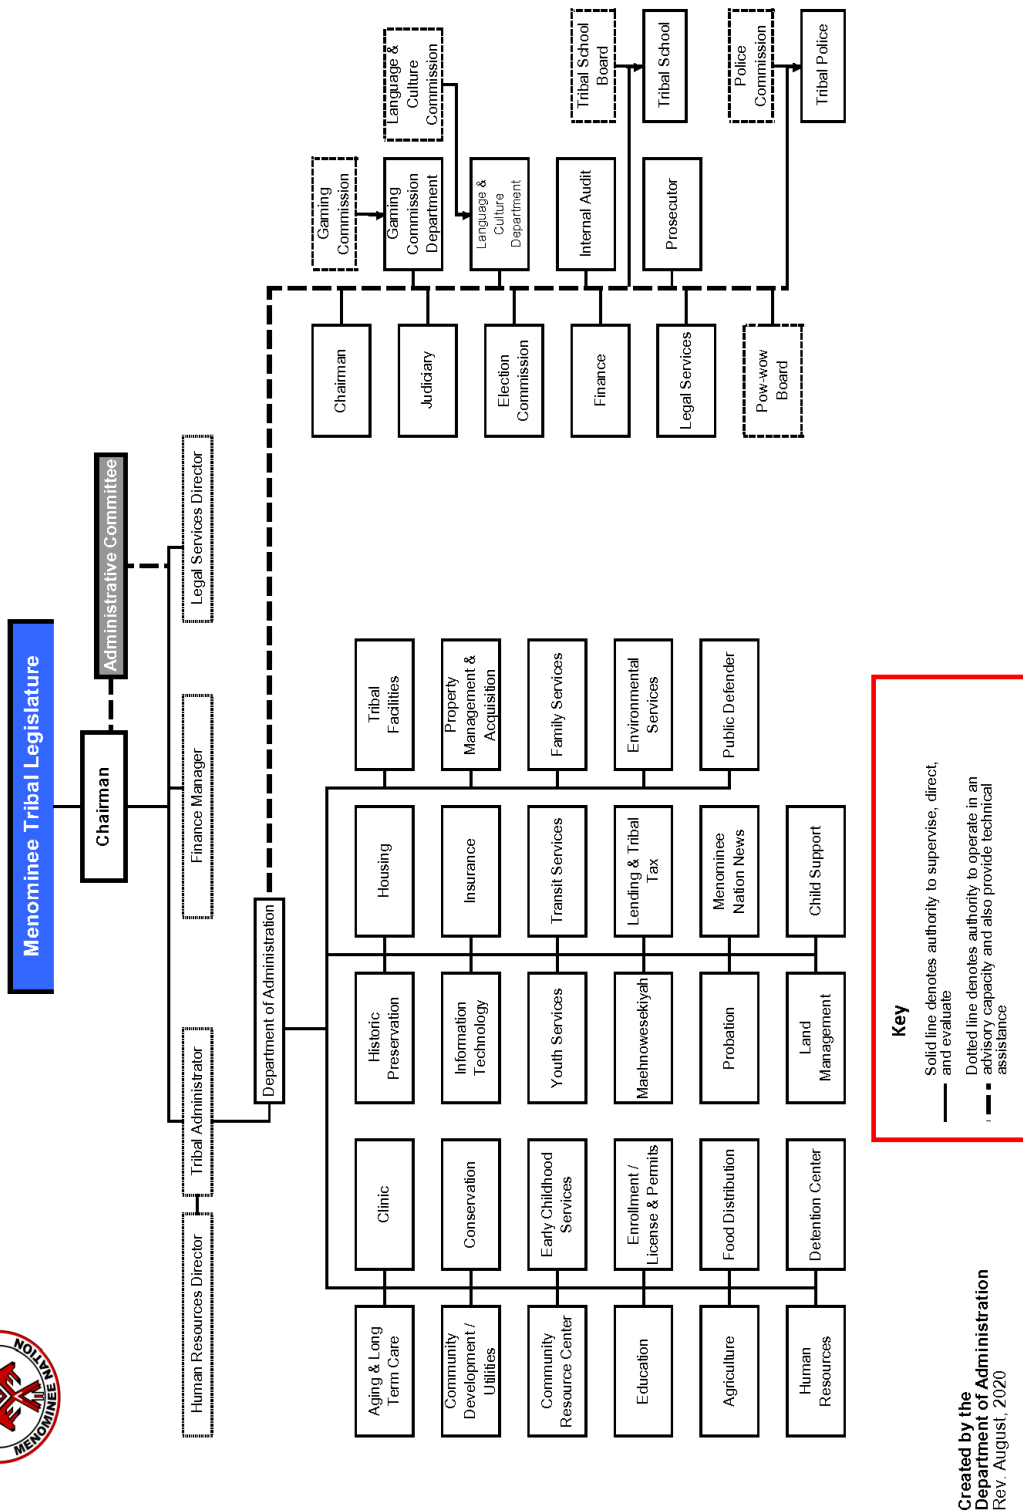 MENOMINEE NATION
Menominee Tribal Legislature
Chairman
Administrative Committee
Human Resources Director
Tribal Administrator
Finance Manager
Legal Services Director
Department of Administration
Aging & Long
Term Care
Clinic
Historic
Preservation
Housing
Tribal
Facilities
Community
Development /
Utilities
Conservation
Information
Technology
Insurance
Property
Management &
Acquisition
Community
Resource Center
Early Childhood
Services
Youth Services
Transit Services
Family Services
Education
Enrollment /
License & Permits
Maehnowesekiyah
Lending & Tribal
Tax
Environmental
Services
Agriculture
Food Distribution
Probation
Menominee
Nation News
Public Defender
Human
Resources
Detention Center
Land
Management
Child Support
Chairman
Gaming
Commission
Judiciary
Gaming
Commission
Department
Language &
Culture
Commission
Election
Commission
Language &
Culture
Department
Finance
Internal Audit
Tribal School
Board
Legal Services
Prosecutor
Tribal School
Pow-wow
Board
Police
Commission
Tribal Police
Key
Solid line denotes authority to supervise, direct,
and evaluate
Dotted line denotes authority to operate in an
advisory capacity and also provide technical
assistance
Created by the
Department of Administration
Rev. August, 2020